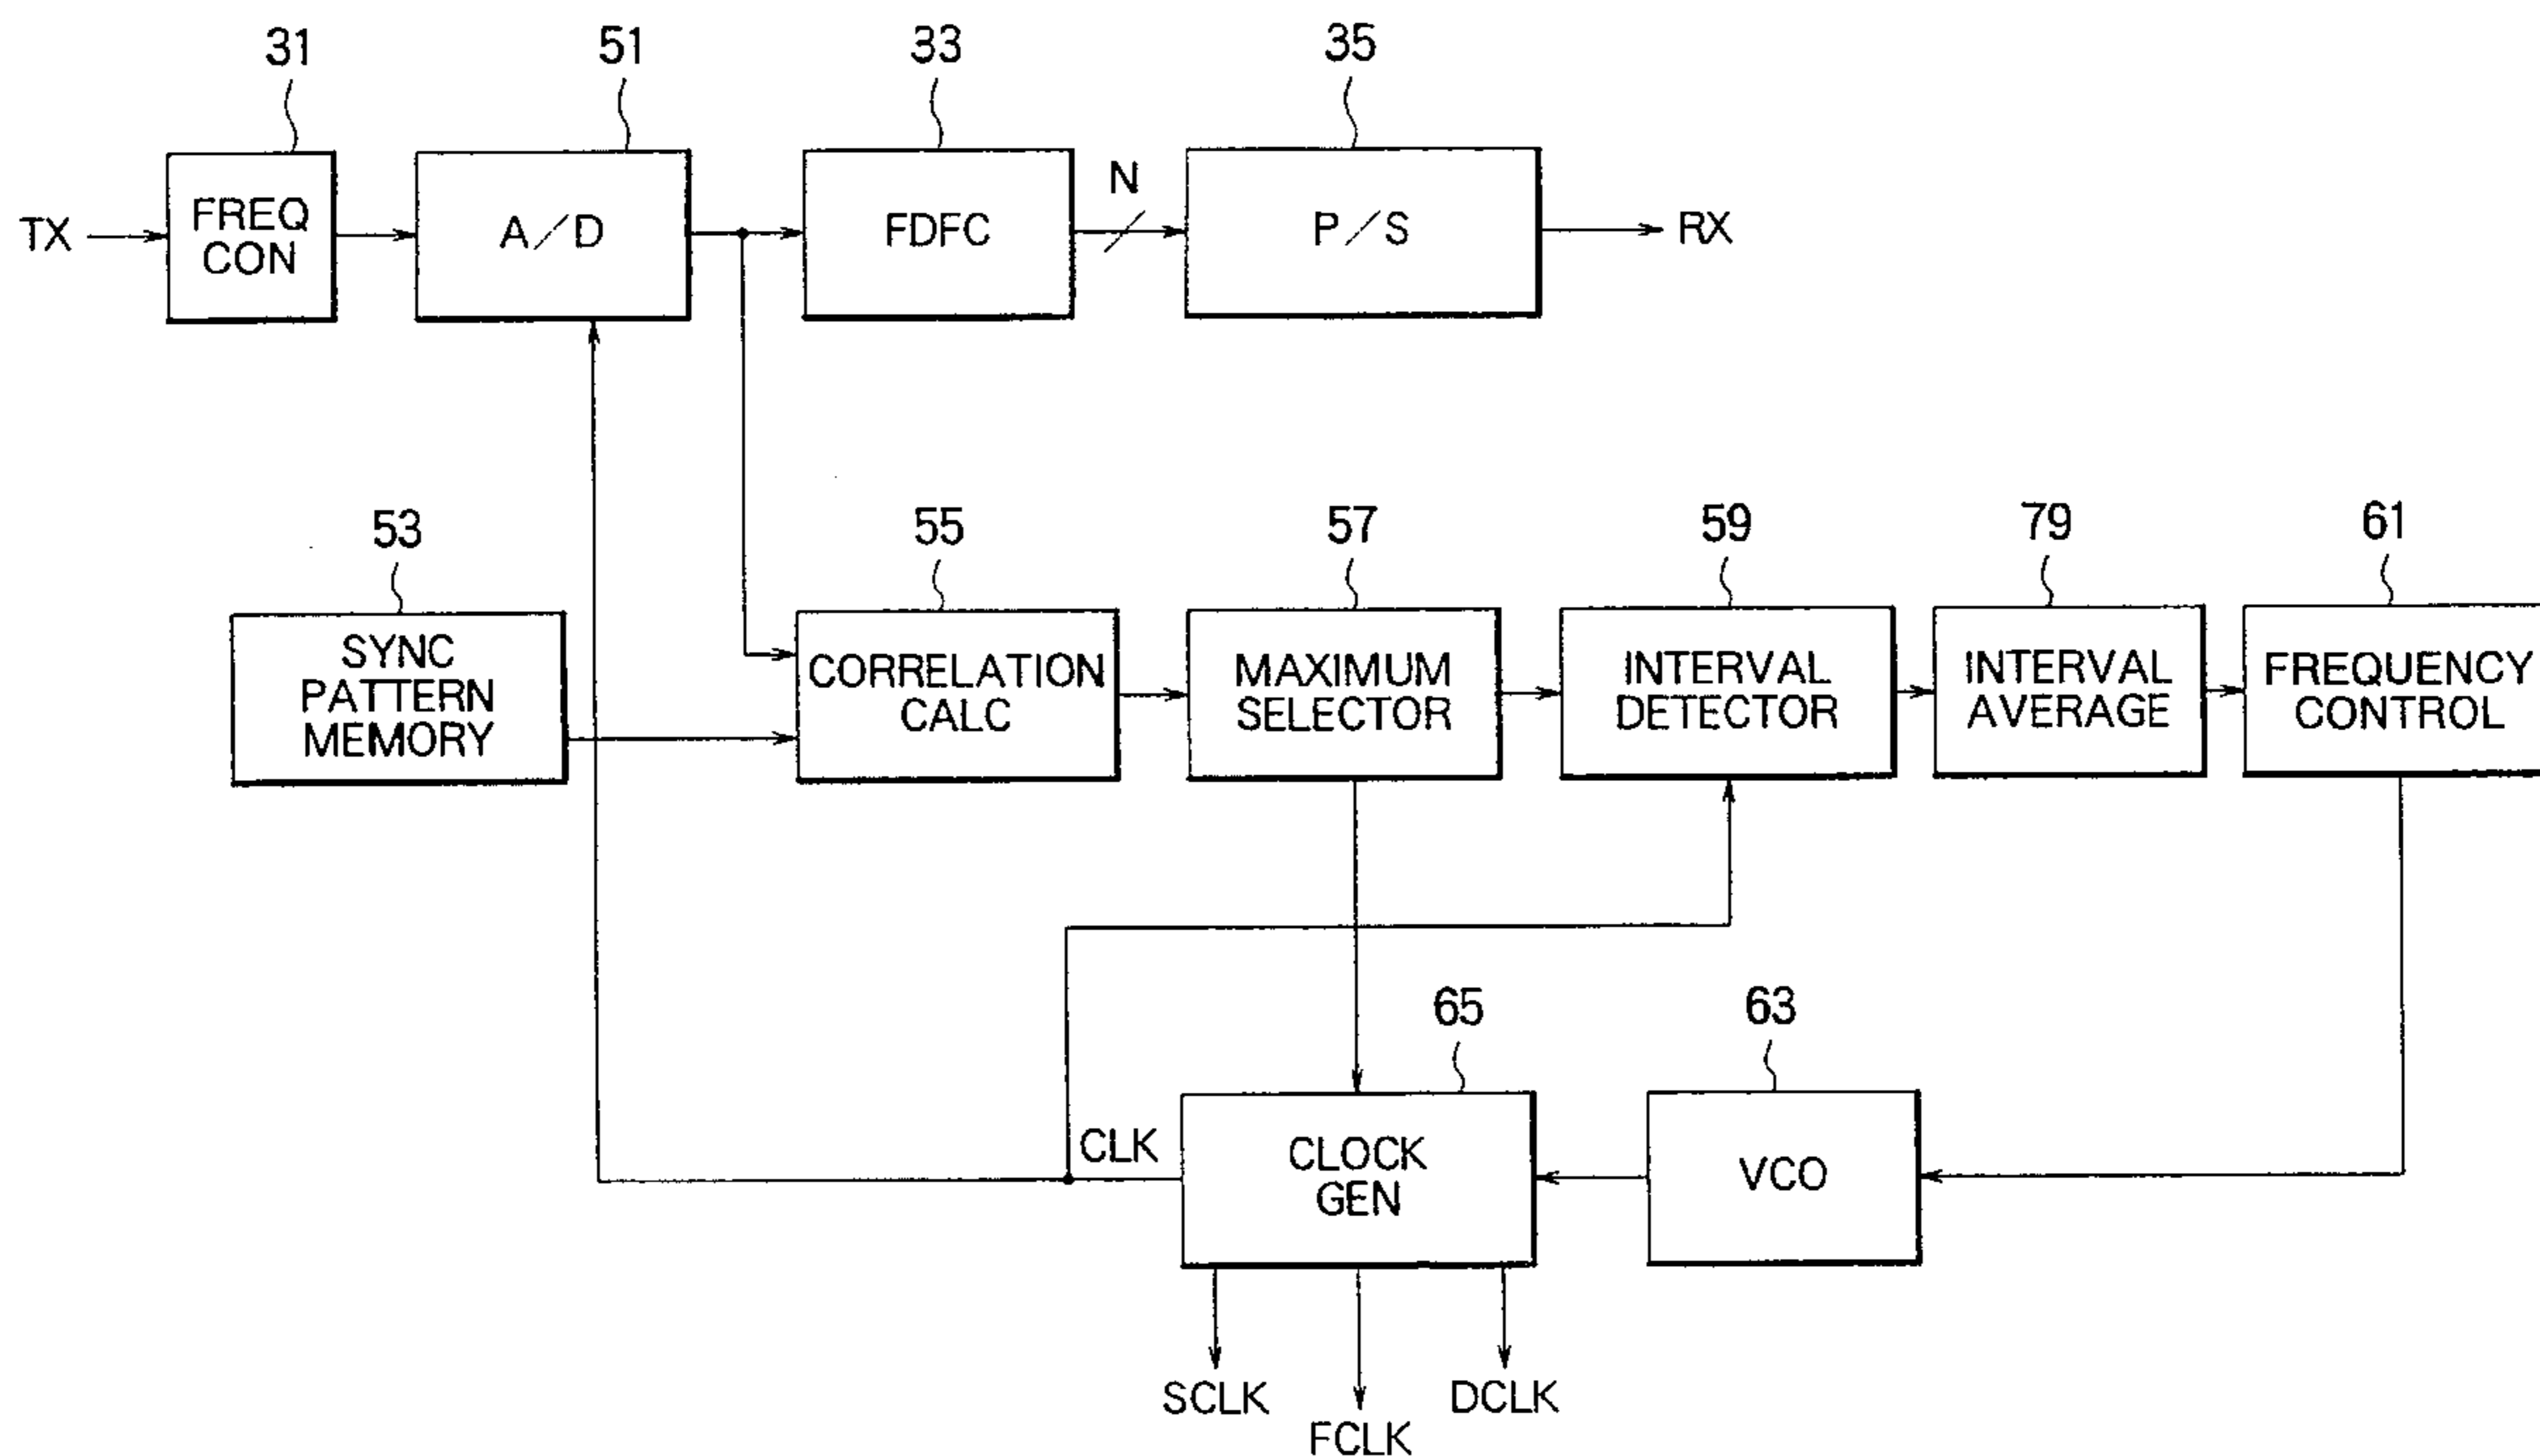 31
51
33
35
TX
FREQ
CON
A/D
FDFC
N
P/S
RX
53
55
57
59
79
61
SYNC
PATTERN
MEMORY
CORRELATION
CALC
MAXIMUM
SELECTOR
INTERVAL
DETECTOR
INTERVAL
AVERAGE
FREQUENCY
CONTROL
65
63
CLK
CLOCK
GEN
VCO
SCLK
FCLK
DCLK